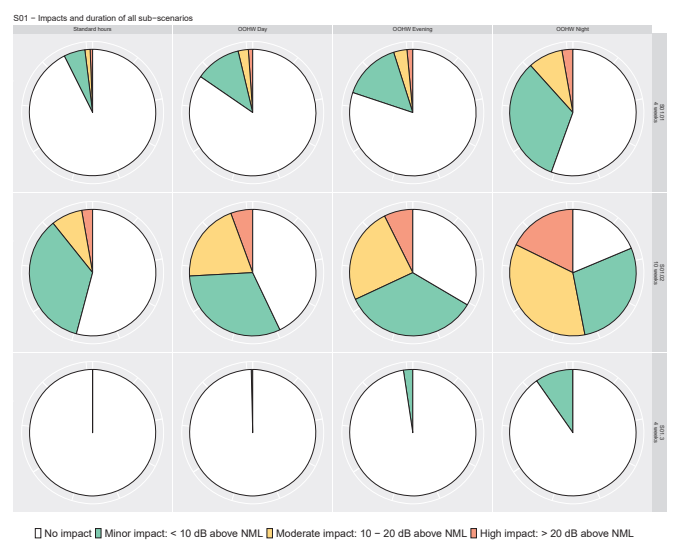 S01 − Impacts and duration of all sub−scenarios
Standard hours
OOHW Day
OOHW Evening
OOHW Night
S01.01
4 weeks
S01.02
10 weeks
S01.3
4 weeks
No impact Minor impact: < 10 dB above NML Moderate impact: 10 − 20 dB above NML High impact: > 20 dB above NML